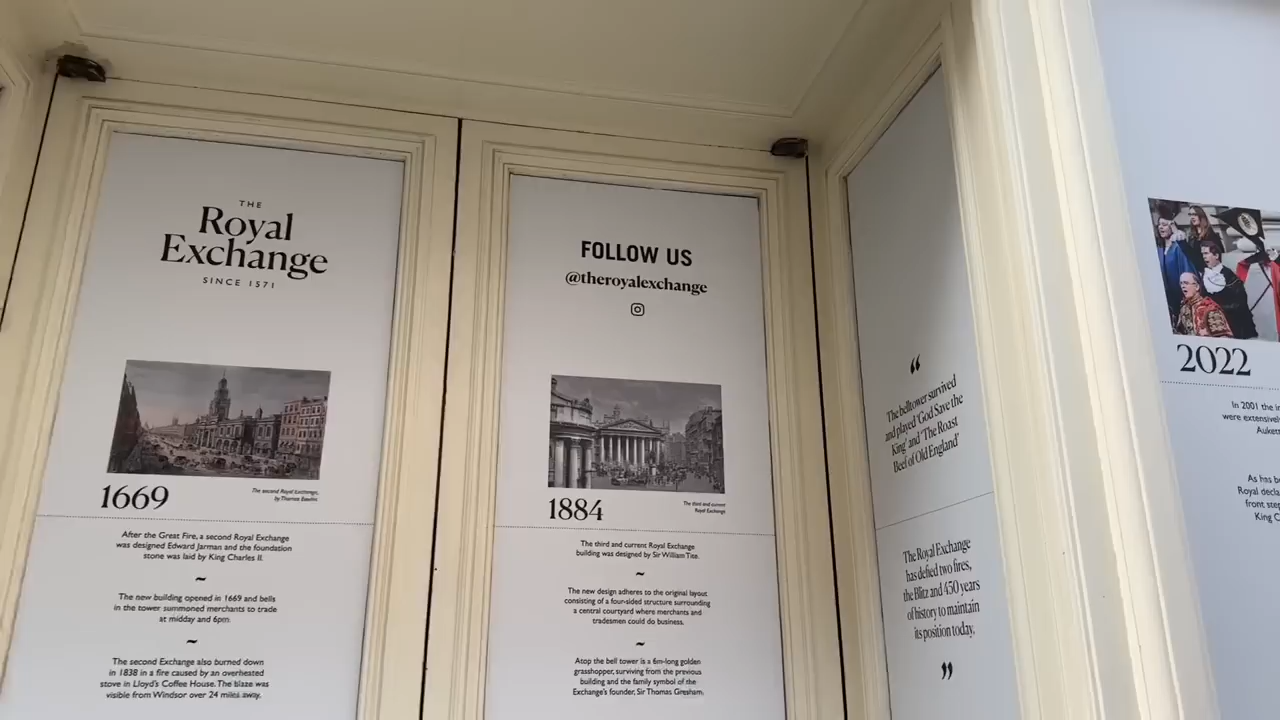 THE
Royal
Exchange
SINCE 1571
1669
The second Royal Exchange,
by Thomas Bowles
After the Great Fire, a second Royal Exchange
was designed Edward Jarman and the foundation
stone was laid by King Charles II.
~
The new building opened in 1669 and bells
in the tower summoned merchants to trade
at midday and 6pm.
~
The second Exchange also burned down
in 1838 in a fire caused by an overheated
stove in Lloyd's Coffee House. The blaze was
visible from Windsor over 24 miles away.
FOLLOW US
@theroyalexchange
1884
The third and current
Royal Exchange
The third and current Royal Exchange
building was designed by Sir William Tite.
~
The new design adheres to the original layout
consisting of a four-sided structure surrounding
a central courtyard where merchants and
tradesmen could do business.
~
Atop the bell tower is a 6m-long golden
grasshopper, surviving from the previous
building and the family symbol of the
Exchange's founder, Sir Thomas Gresham.
“
The belltower survived
and played 'God Save the
King' and 'The Roast
Beef of Old England'
The Royal Exchange
has defied two fires,
the Blitz and 450 years
of history to maintain
its position today.
”
2022
In 2001 the
were extensive
As has
Royal
front
King C